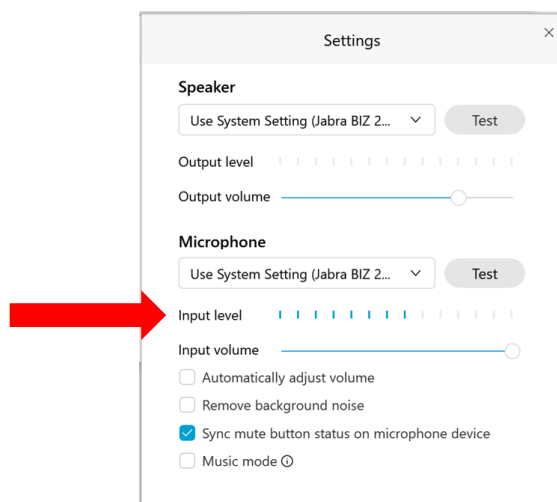 Settings
Speaker
Use System Setting (Jabra BIZ 2...
Test
Output level
Output volume
Microphone
Use System Setting (Jabra BIZ 2...
Test
Input level
Input volume
Automatically adjust volume
Remove background noise
Sync mute button status on microphone device
Music mode